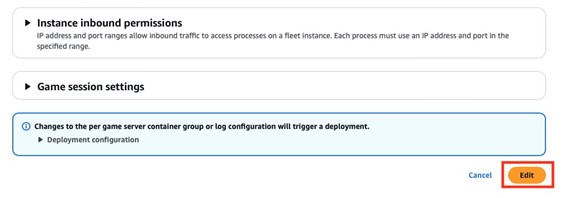 Instance inbound permissions
IP address and port ranges allow inbound traffic to access processes on a fleet instance. Each process must use an IP address and port in the
specified range.
Game session settings
Changes to the per game server container group or log configuration will trigger a deployment.
Deployment configuration
Cancel
Edit